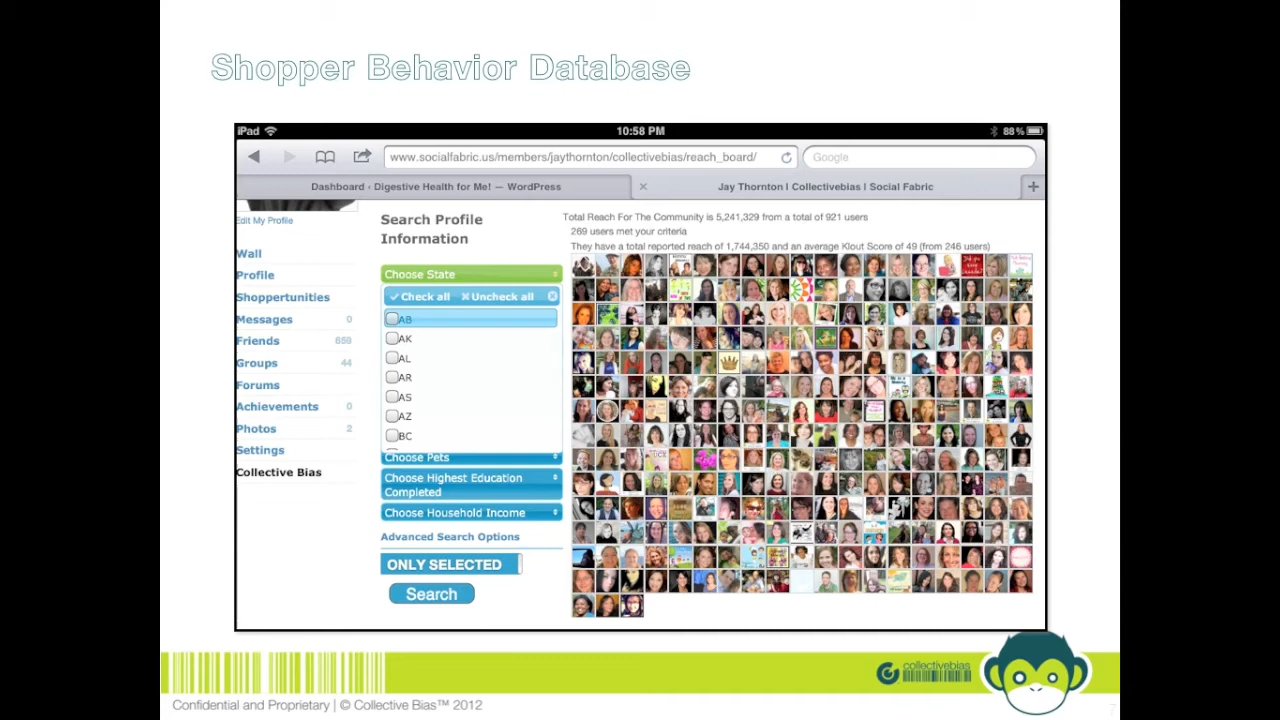 Shopper Behavior Database
iPad
10:58 PM
88%
www.socialfabric.us/members/jaythornton/collectivebias/reach_board/
Google
Dashboard ‹ Digestive Health for Me! — WordPress
Jay Thornton | Collectivebias | Social Fabric
Edit My Profile
Wall
Profile
Shoppertunities
Messages 0
Friends 659
Groups 44
Forums
Achievements 0
Photos 2
Settings
Collective Bias
Search Profile
Information
Choose State
Check all Uncheck all
AB
AK
AL
AR
AS
AZ
BC
Choose Pets
Choose Highest Education
Completed
Choose Household Income
Advanced Search Options
ONLY SELECTED
Search
Total Reach For The Community is 5,241,329 from a total of 921 users
269 users met your criteria
They have a total reported reach of 1,744,350 and an average Klout Score of 49 (from 246 users)
collectivebias
Confidential and Proprietary | © Collective Bias™ 2012
7